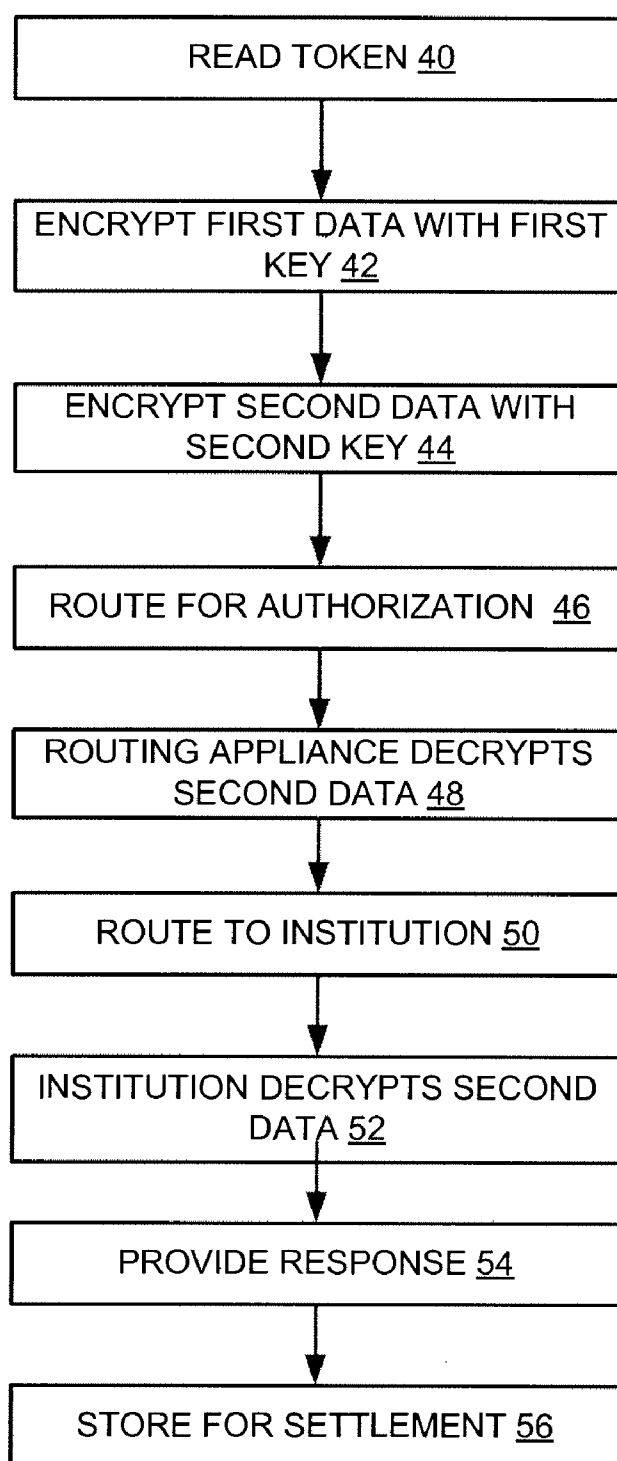 READ TOKEN 40
ENCRYPT FIRST DATA WITH FIRST
KEY 42
ENCRYPT SECOND DATA WITH
SECOND KEY 44
ROUTE FOR AUTHORIZATION 46
ROUTING APPLIANCE DECRYPTS
SECOND DATA 48
ROUTE TO INSTITUTION 50
INSTITUTION DECRYPTS SECOND
DATA 52
PROVIDE RESPONSE 54
STORE FOR SETTLEMENT 56